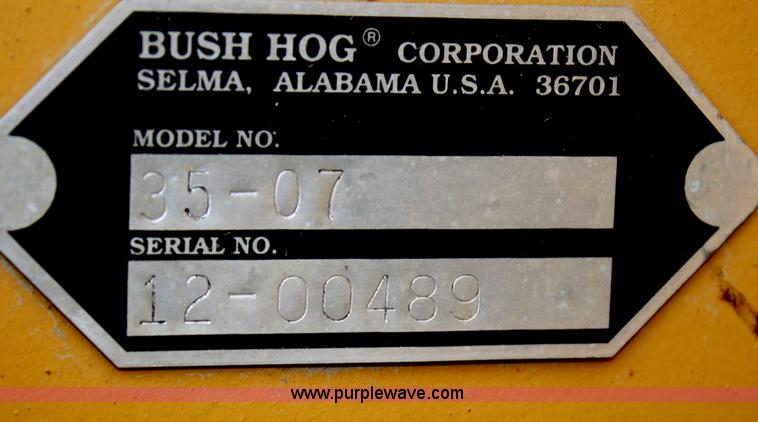 BUSH HOG® CORPORATION
SELMA, ALABAMA U.S.A. 36701
MODEL NO.
35-07
SERIAL NO.
12-00489
www.purplewave.com